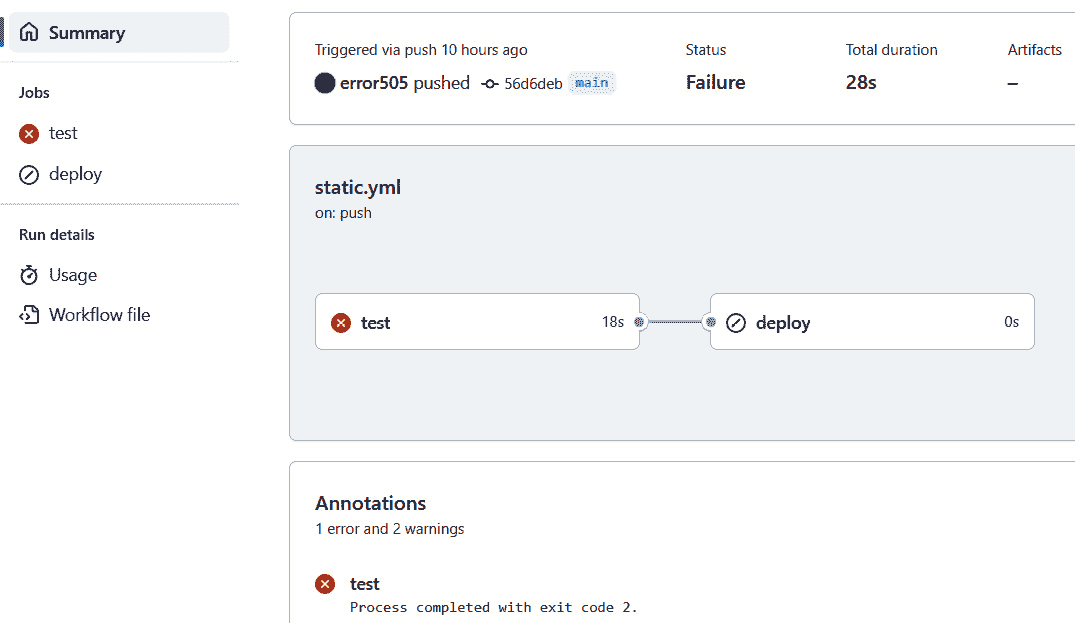 Summary
Jobs
test
deploy
Run details
Usage
Workflow file
Triggered via push 10 hours ago
error505 pushed 56d6deb main
Status
Failure
Total duration
28s
Artifacts
–
static.yml
on: push
test 18s
deploy 0s
Annotations
1 error and 2 warnings
test
Process completed with exit code 2.